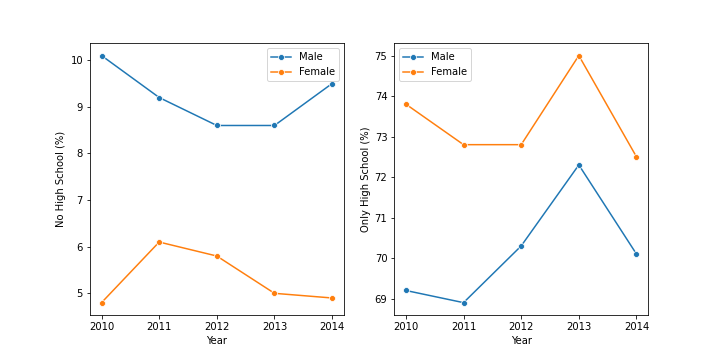 No High School (%)
10
9
8
7
6
5
Male
Female
2010 2011 2012 2013 2014
Year
Only High School (%)
75
74
73
72
71
70
69
Male
Female
2010 2011 2012 2013 2014
Year